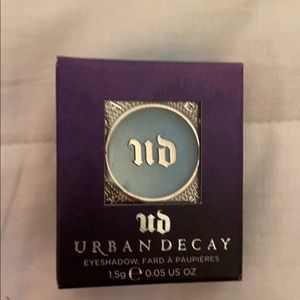 ud
ud
URBAN DECAY
EYESHADOW, FARD À PAUPIÈRES
1.5g ℮ 0.05 US OZ